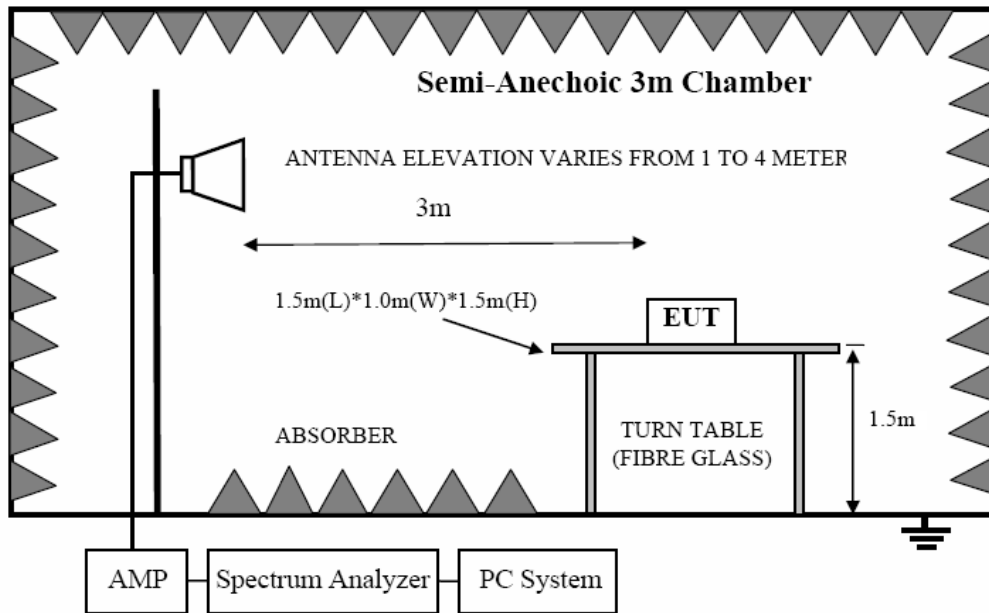 Semi-Anechoic 3m Chamber
ANTENNA ELEVATION VARIES FROM 1 TO 4 METER
3m
1.5m(L)*1.0m(W)*1.5m(H)
EUT
1.5m
ABSORBER
TURN TABLE
(FIBRE GLASS)
AMP
Spectrum Analyzer
PC System